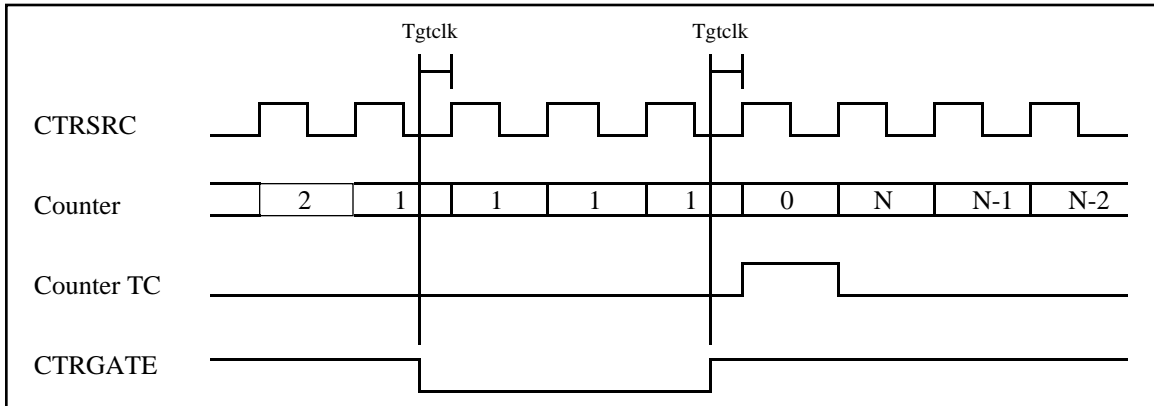 Tgtclk Tgtclk
CTRSRC
Counter 2 1 1 1 1 0 N N-1 N-2
Counter TC
CTRGATE